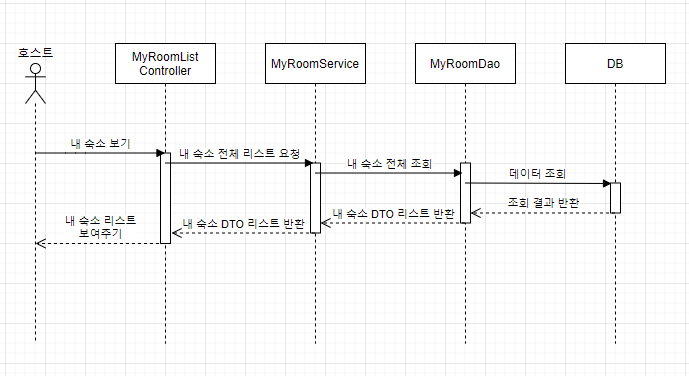 호스트
MyRoomList
Controller
MyRoomService
MyRoomDao
DB
내 숙소 보기
내 숙소 전체 리스트 요청
내 숙소 전체 조회
데이터 조회
조회 결과 반환
내 숙소 DTO 리스트 반환
내 숙소 DTO 리스트 반환
내 숙소 리스트
보여주기